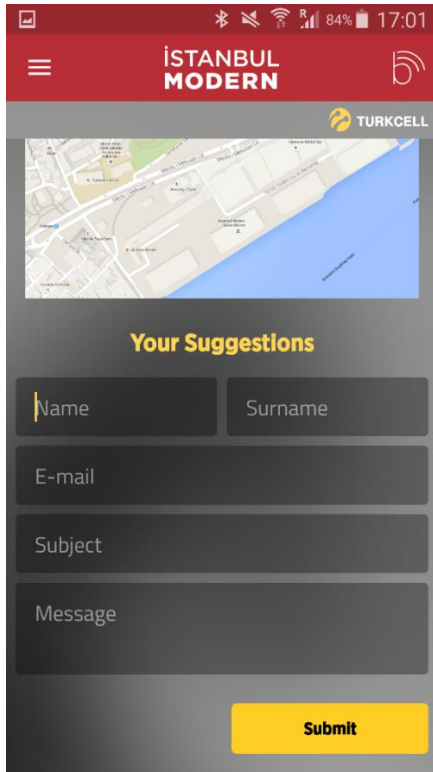 R 84% 17:01
İSTANBUL
MODERN
TURKCELL
Your Suggestions
Name Surname
E-mail
Subject
Message
Submit